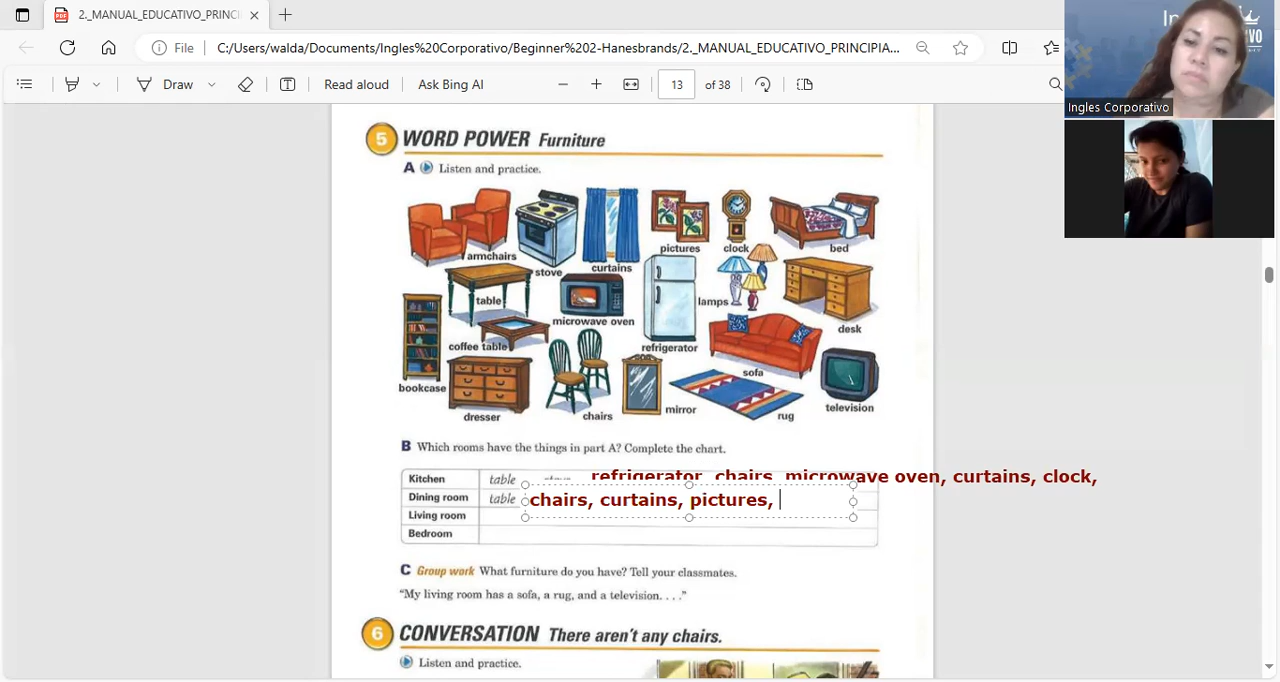 2._MANUAL_EDUCATIVO_PRINCI
File
C:/Users/walda/Documents/Ingles%20Corporativo/Beginner%202-Hanesbrands/2._MANUAL_EDUCATIVO_PRINCIPIA...
Draw
Read aloud
Ask Bing AI
13 of 38
Ingles Corporativo
5 WORD POWER Furniture
A Listen and practice.
armchairs
stove
curtains
pictures
clock
bed
table
microwave oven
lamps
desk
coffee table
refrigerator
sofa
bookcase
dresser
chairs
mirror
rug
television
B Which rooms have the things in part A? Complete the chart.
Kitchen table refrigerator, chairs, microwave oven, curtains, clock,
Dining room table chairs, curtains, pictures,
Living room
Bedroom
C Group work What furniture do you have? Tell your classmates.
"My living room has a sofa, a rug, and a television. . . ."
6 CONVERSATION There aren't any chairs.
Listen and practice.